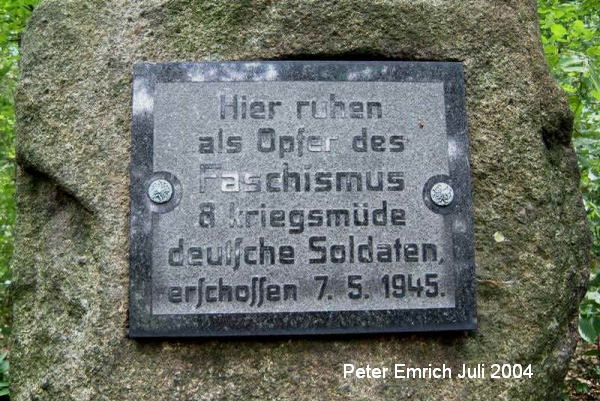 Hier ruhen
als Opfer des
Faschismus
8 kriegsmüde
deutſche Soldaten,
erſchoſſen 7. 5. 1945.
Peter Emrich Juli 2004